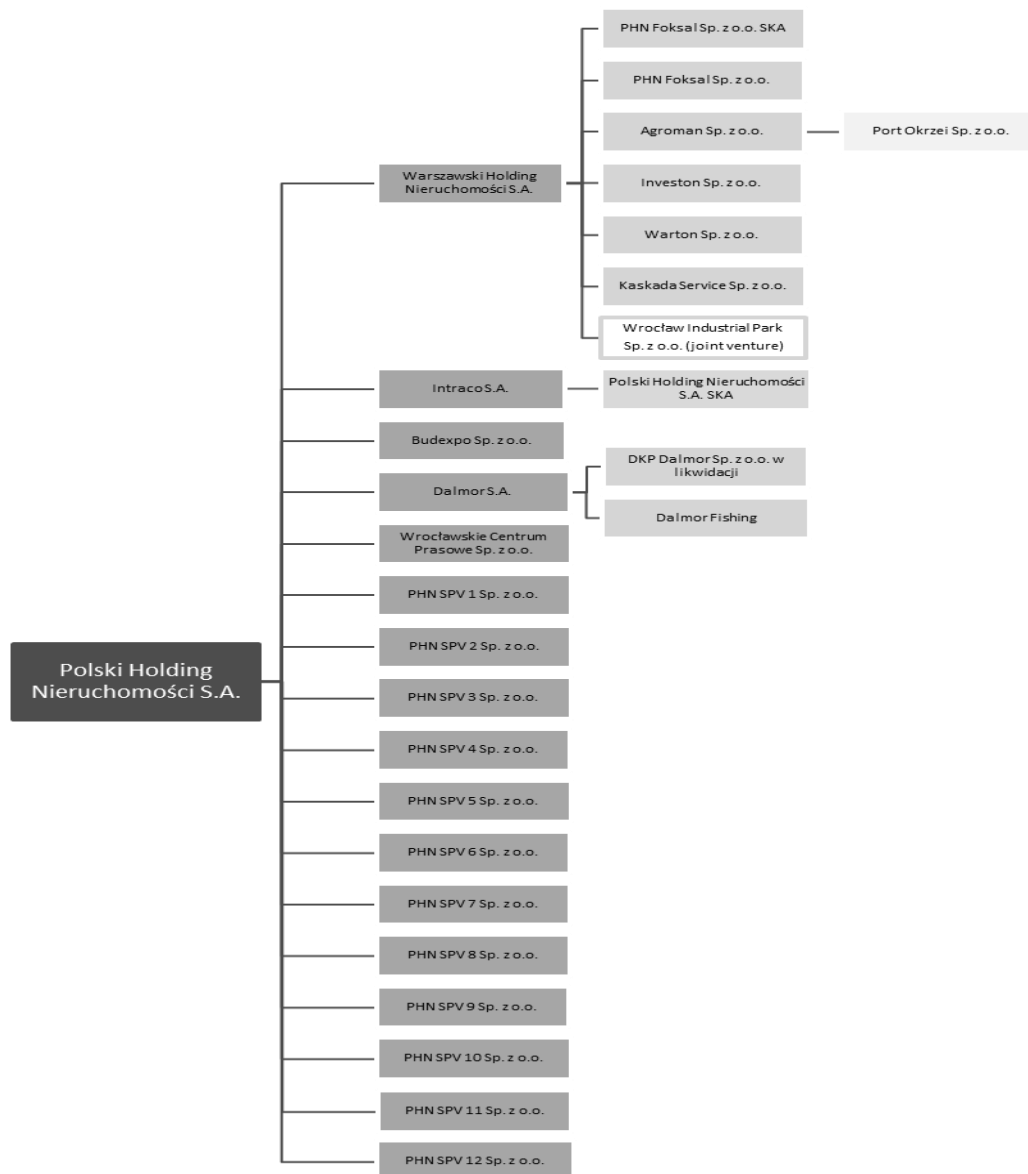 PHN Foksal Sp. z o.o. SKA
PHN Foksal Sp. z o.o.
Agroman Sp. z o.o.
Port Okrzei Sp. z o.o.
Warszawski Holding
Nieruchomości S.A.
Investon Sp. z o.o.
Warton Sp. z o.o.
Kaskada Service Sp. z o.o.
Wrocław Industrial Park
Sp. z o.o. (joint venture)
Intraco S.A.
Polski Holding Nieruchomości
S.A. SKA
Budexpo Sp. z o.o.
DKP Dalmor Sp. z o.o. w
likwidacji
Dalmor S.A.
Dalmor Fishing
Wrocławskie Centrum
Prasowe Sp. z o.o.
PHN SPV 1 Sp. z o.o.
PHN SPV 2 Sp. z o.o.
Polski Holding
Nieruchomości S.A.
PHN SPV 3 Sp. z o.o.
PHN SPV 4 Sp. z o.o.
PHN SPV 5 Sp. z o.o.
PHN SPV 6 Sp. z o.o.
PHN SPV 7 Sp. z o.o.
PHN SPV 8 Sp. z o.o.
PHN SPV 9 Sp. z o.o.
PHN SPV 10 Sp. z o.o.
PHN SPV 11 Sp. z o.o.
PHN SPV 12 Sp. z o.o.